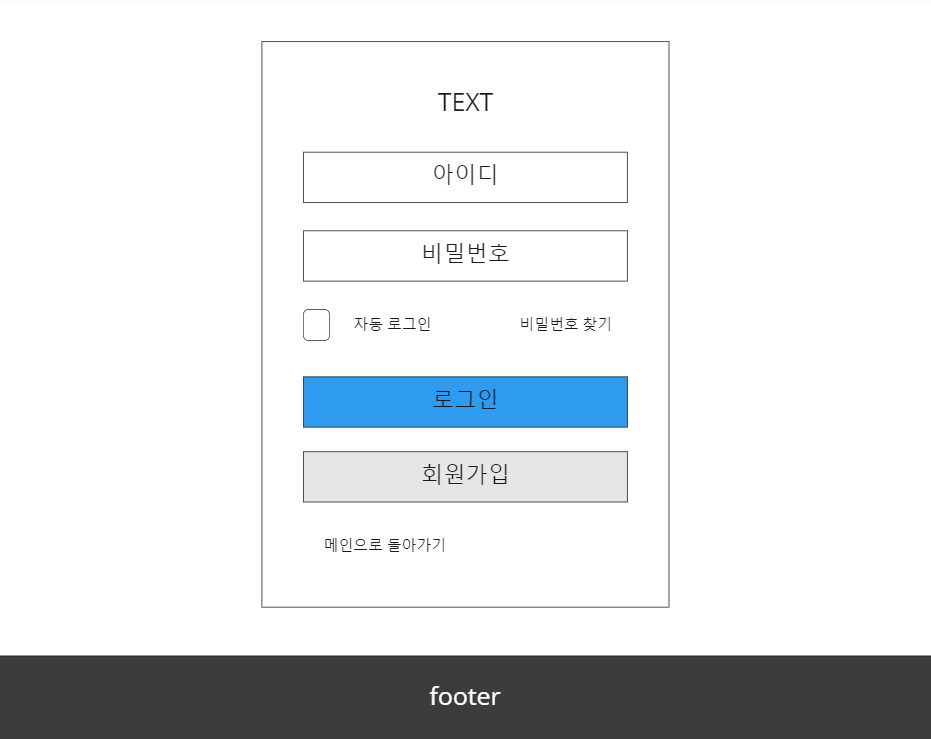 TEXT
아이디
비밀번호
자동 로그인 비밀번호 찾기
로그인
회원가입
메인으로 돌아가기
footer